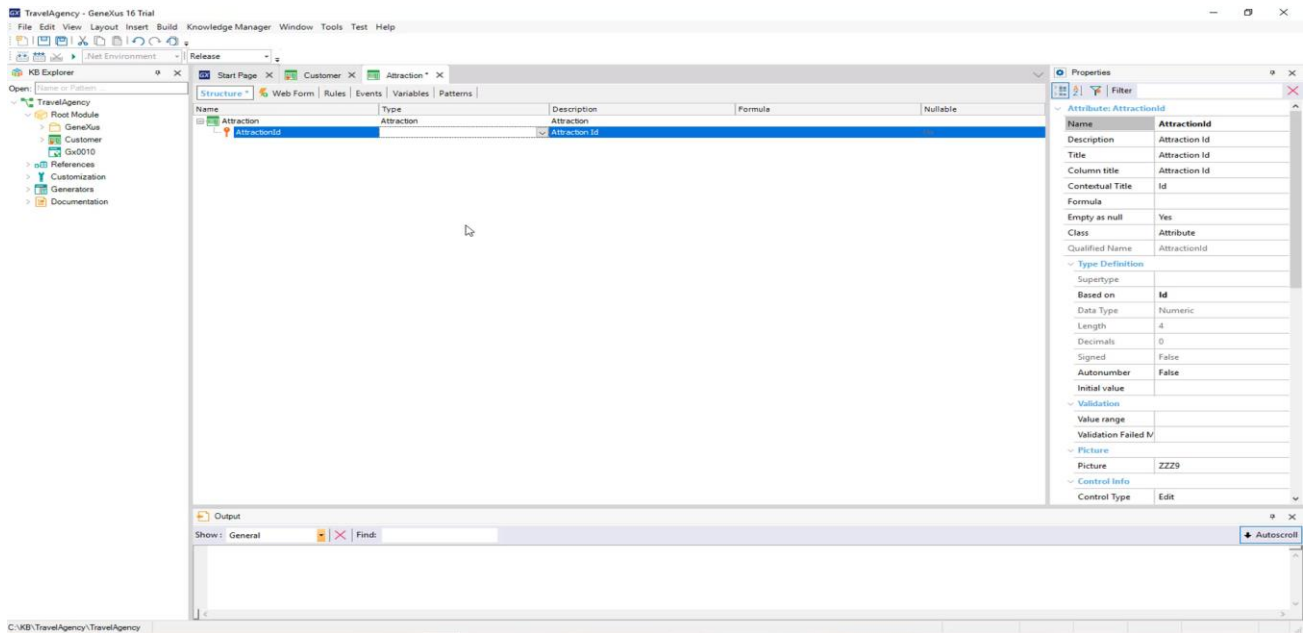 TravelAgency - GeneXus 16 Trial
File Edit View Layout Insert Build Knowledge Manager Window Tools Test Help
.Net Environment Release
KB Explorer
Open: Name or Pattern ...
TravelAgency
Root Module
GeneXus
Customer
Gx0010
References
Customization
Generators
Documentation
Start Page Customer Attraction *
Structure * Web Form Rules Events Variables Patterns
Name Type Description Formula Nullable
Attraction Attraction Attraction
AttractionId Attraction Id No
Properties
Filter
Attribute: AttractionId
Name AttractionId
Description Attraction Id
Title Attraction Id
Column title Attraction Id
Contextual Title Id
Formula
Empty as null Yes
Class Attribute
Qualified Name AttractionId
Type Definition
Supertype
Based on Id
Data Type Numeric
Length 4
Decimals 0
Signed False
Autonumber False
Initial value
Validation
Value range
Validation Failed M
Picture
Picture ZZZ9
Control Info
Control Type Edit
Output
Show: General Find:
Autoscroll
C:\KB\TravelAgency\TravelAgency